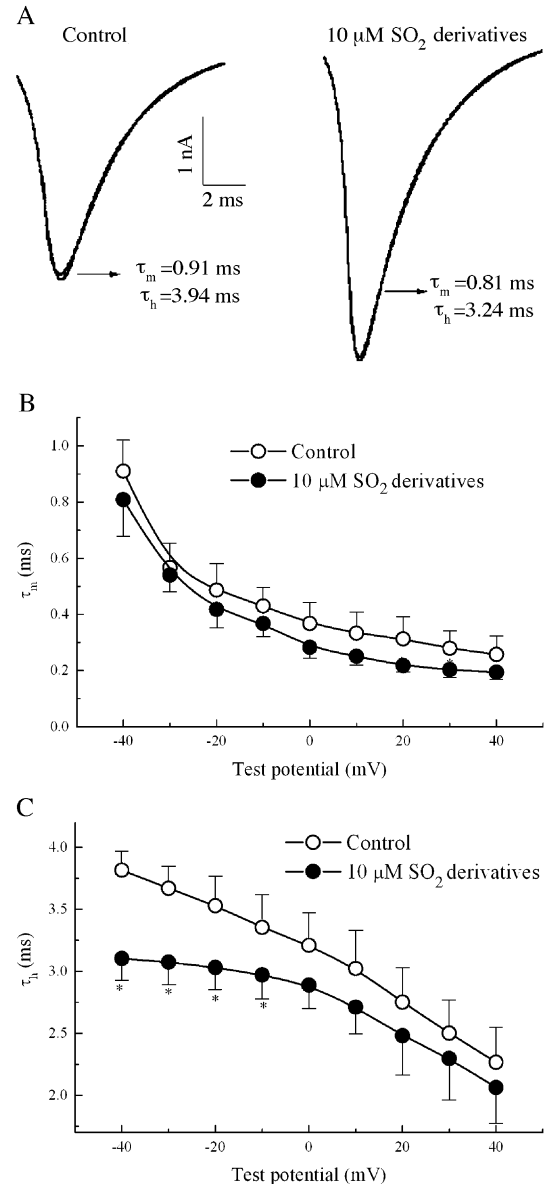 A
Control
10 μM SO₂ derivatives
1 nA
2 ms
τm =0.91 ms
τh =3.94 ms
τm =0.81 ms
τh =3.24 ms
B
Control
10 μM SO₂ derivatives
τm (ms)
1.0
0.8
0.6
0.4
0.2
0.0
*
-40
-20
0
20
40
Test potential (mV)
C
Control
10 μM SO₂ derivatives
τh (ms)
4.0
3.5
3.0
2.5
2.0
* * * *
-40
-20
0
20
40
Test potential (mV)